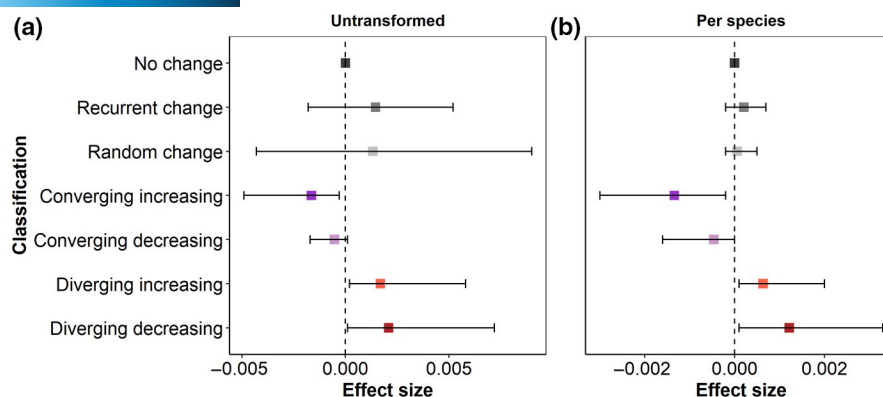 (a)
Untransformed
(b)
Per species
Classification
No change
Recurrent change
Random change
Converging increasing
Converging decreasing
Diverging increasing
Diverging decreasing
−0.005 0.000 0.005
Effect size
−0.002 0.000 0.002
Effect size